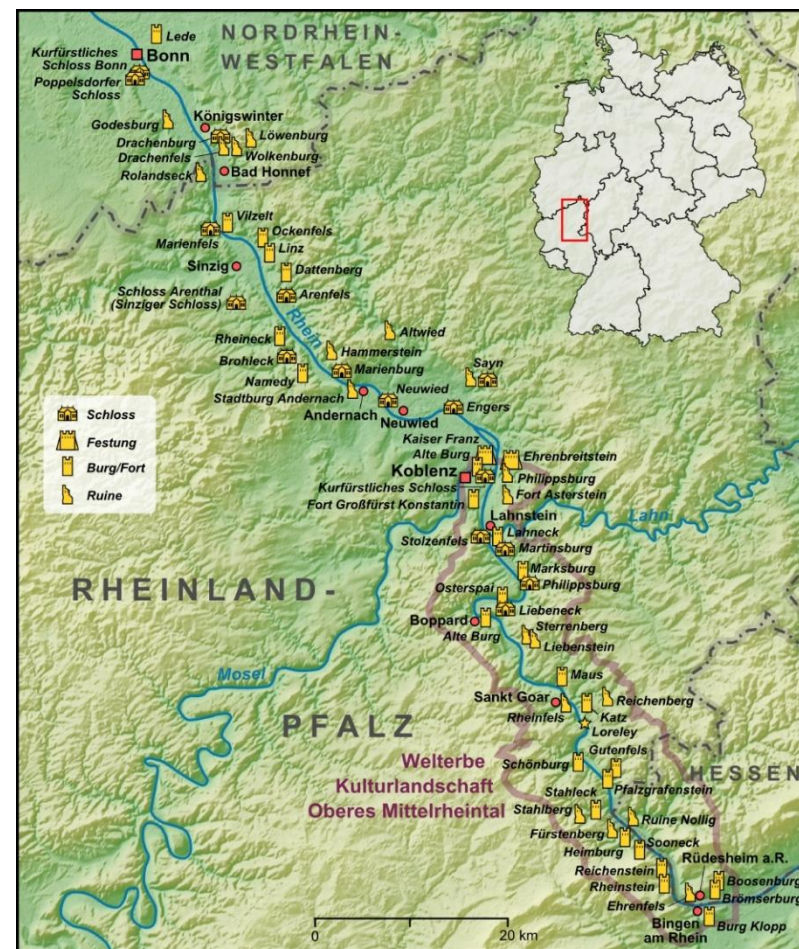 Lede
NORDRHEIN-
WESTFALEN
Kurfürstliches
Schloss Bonn
Bonn
Poppelsdorfer
Schloss
Godesburg
Königswinter
Drachenburg
Löwenburg
Drachenfels
Wolkenburg
Rolandseck
Bad Honnef
Vilzelt
Marienfels
Ockenfels
Linz
Sinzig
Dattenberg
Schloss Arenthal
(Sinziger Schloss)
Arenfels
Rhein
Rheineck
Altwied
Hammerstein
Brohleck
Marienburg
Sayn
Namedy
Stadtburg Andernach
Neuwied
Andernach
Neuwied
Engers
Schloss
Festung
Burg/Fort
Ruine
Kaiser Franz
Alte Burg
Ehrenbreitstein
Koblenz
Philippsburg
Kurfürstliches Schloss
Fort Asterstein
Fort Großfürst Konstantin
Lahnstein
Lahn
Lahneck
Stolzenfels
Martinsburg
Marksburg
Philippsburg
RHEINLAND-
Osterspai
Liebeneck
Boppard
Alte Burg
Sterrenberg
Liebenstein
Mosel
Maus
Sankt Goar
Reichenberg
Rheinfels
Katz
PFALZ
Loreley
Gutenfels
Welterbe
Kulturlandschaft
Oberes Mittelrheintal
Schönburg
HESSEN
Pfalzgrafenstein
Stahleck
Stahlberg
Ruine Nollig
Fürstenberg
Sooneck
Heimburg
Rüdesheim a.R.
Reichenstein
Boosenburg
Rheinstein
Brömserburg
Ehrenfels
Bingen
am Rhein
Burg Klopp
0
20 km